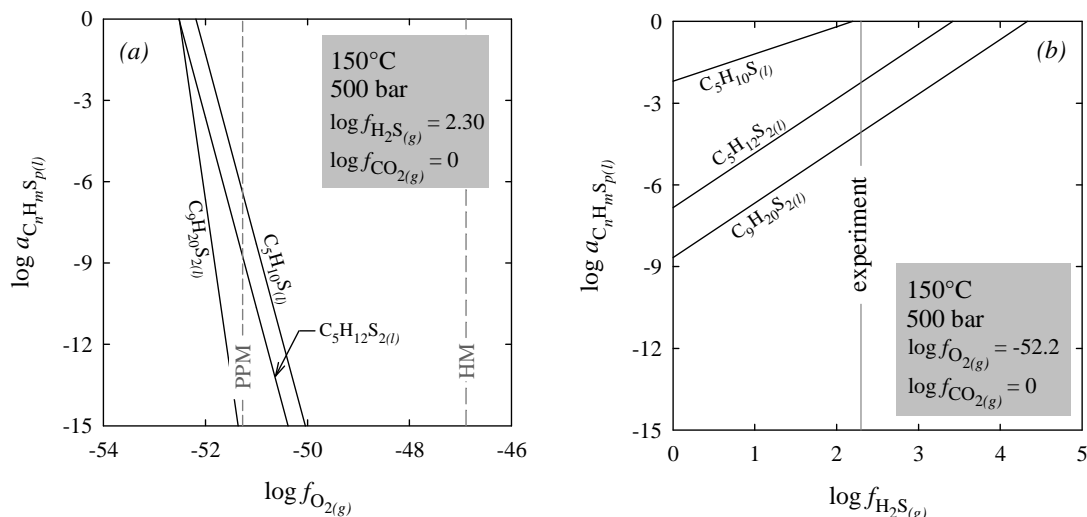 (a)
150°C
500 bar
log f_H₂S(g) = 2.30
log f_CO₂(g) = 0
log a_CₙHₘSₚ(l)
0
-3
-6
-9
-12
-15
C₉H₂₀S₂(l)
C₅H₁₀S(l)
C₅H₁₂S₂(l)
PPM
HM
-54
-52
-50
-48
-46
log f_O₂(g)
(b)
log a_CₙHₘSₚ(l)
0
-3
-6
-9
-12
-15
C₅H₁₀S(l)
C₅H₁₂S₂(l)
C₉H₂₀S₂(l)
experiment
150°C
500 bar
log f_O₂(g) = -52.2
log f_CO₂(g) = 0
0
1
2
3
4
5
log f_H₂S(g)